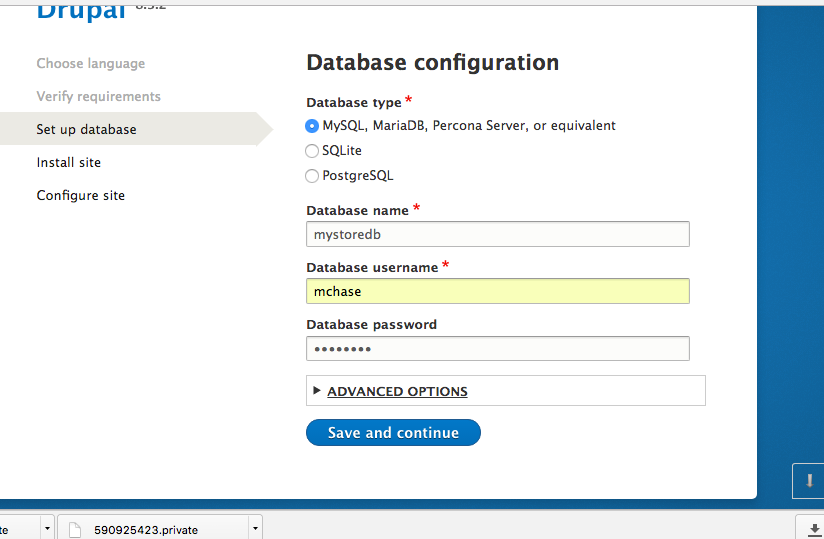 Drupal 8.5.2
Choose language
Verify requirements
Set up database
Install site
Configure site
Database configuration
Database type *
MySQL, MariaDB, Percona Server, or equivalent
SQLite
PostgreSQL
Database name *
mystoredb
Database username *
mchase
Database password
••••••••
ADVANCED OPTIONS
Save and continue
590925423.private